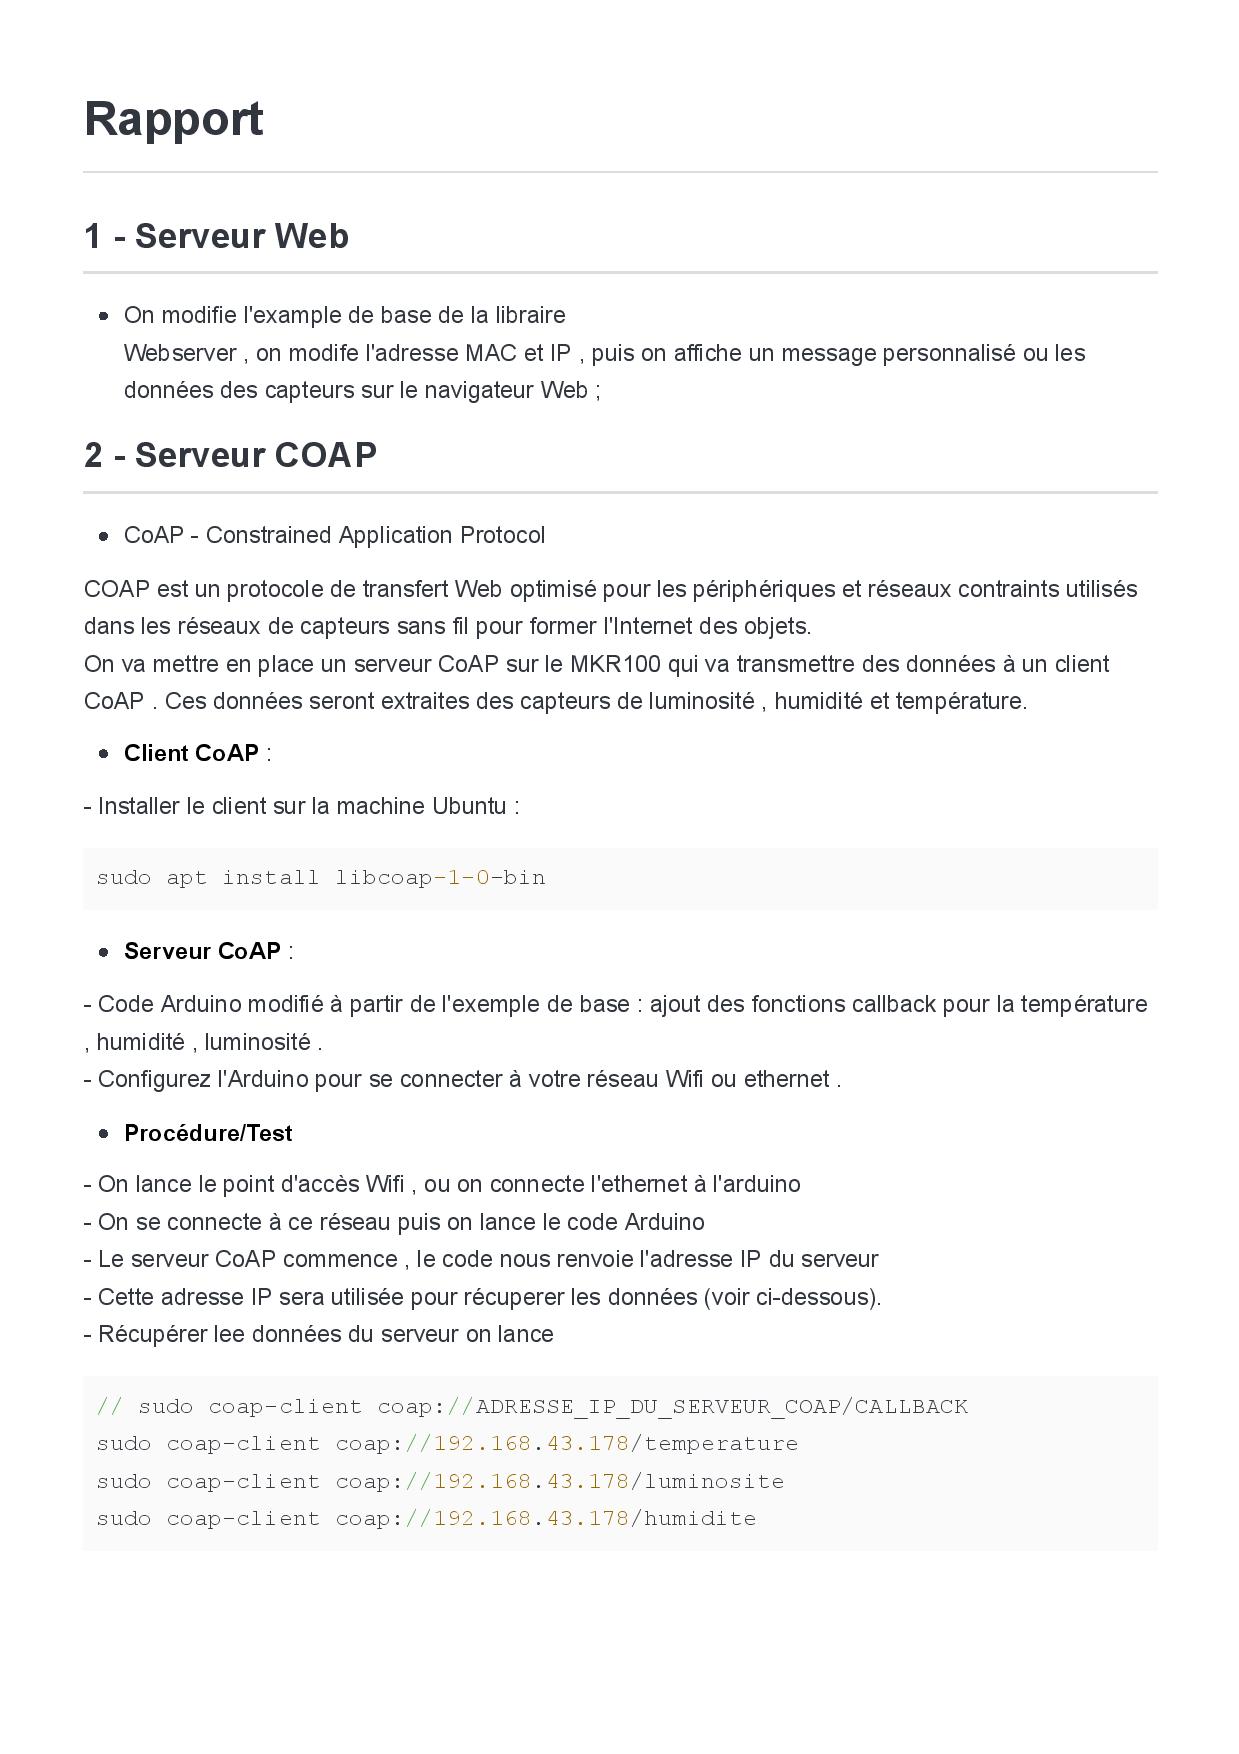 Rapport
1 - Serveur Web
• On modifie l'example de base de la libraire
Webserver , on modife l'adresse MAC et IP , puis on affiche un message personnalisé ou les
données des capteurs sur le navigateur Web ;
2 - Serveur COAP
• CoAP - Constrained Application Protocol
COAP est un protocole de transfert Web optimisé pour les périphériques et réseaux contraints utilisés
dans les réseaux de capteurs sans fil pour former l'Internet des objets.
On va mettre en place un serveur CoAP sur le MKR100 qui va transmettre des données à un client
CoAP . Ces données seront extraites des capteurs de luminosité , humidité et température.
• Client CoAP :
- Installer le client sur la machine Ubuntu :
sudo apt install libcoap-1-0-bin
• Serveur CoAP :
- Code Arduino modifié à partir de l'exemple de base : ajout des fonctions callback pour la température
, humidité , luminosité .
- Configurez l'Arduino pour se connecter à votre réseau Wifi ou ethernet .
• Procédure/Test
- On lance le point d'accès Wifi , ou on connecte l'ethernet à l'arduino
- On se connecte à ce réseau puis on lance le code Arduino
- Le serveur CoAP commence , le code nous renvoie l'adresse IP du serveur
- Cette adresse IP sera utilisée pour récuperer les données (voir ci-dessous).
- Récupérer lee données du serveur on lance
// sudo coap-client coap://ADRESSE_IP_DU_SERVEUR_COAP/CALLBACK
sudo coap-client coap://192.168.43.178/temperature
sudo coap-client coap://192.168.43.178/luminosite
sudo coap-client coap://192.168.43.178/humidite